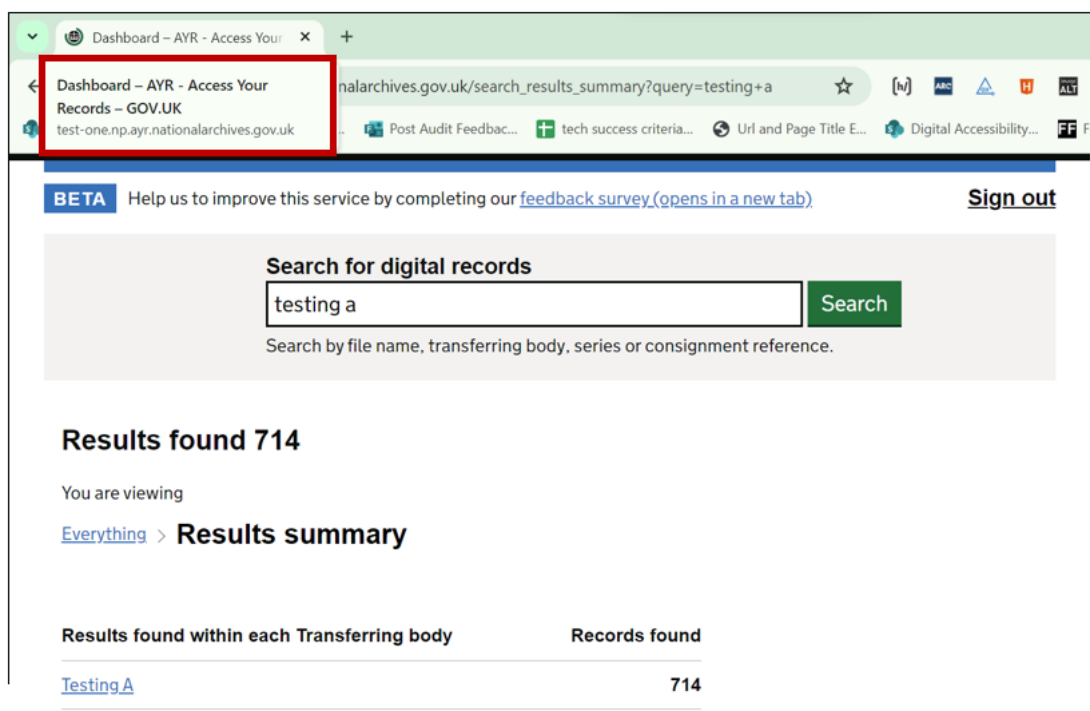 Dashboard – AYR - Access Your
Dashboard – AYR - Access Your
Records – GOV.UK
test-one.np.ayr.nationalarchives.gov.uk
nalarchives.gov.uk/search_results_summary?query=testing+a
[w] ARC H ALT
... Post Audit Feedbac... tech success criteria... Url and Page Title E... Digital Accessibility... FF F
BETA Help us to improve this service by completing our feedback survey (opens in a new tab) Sign out
Search for digital records
testing a Search
Search by file name, transferring body, series or consignment reference.
Results found 714
You are viewing
Everything > Results summary
Results found within each Transferring body Records found
Testing A 714